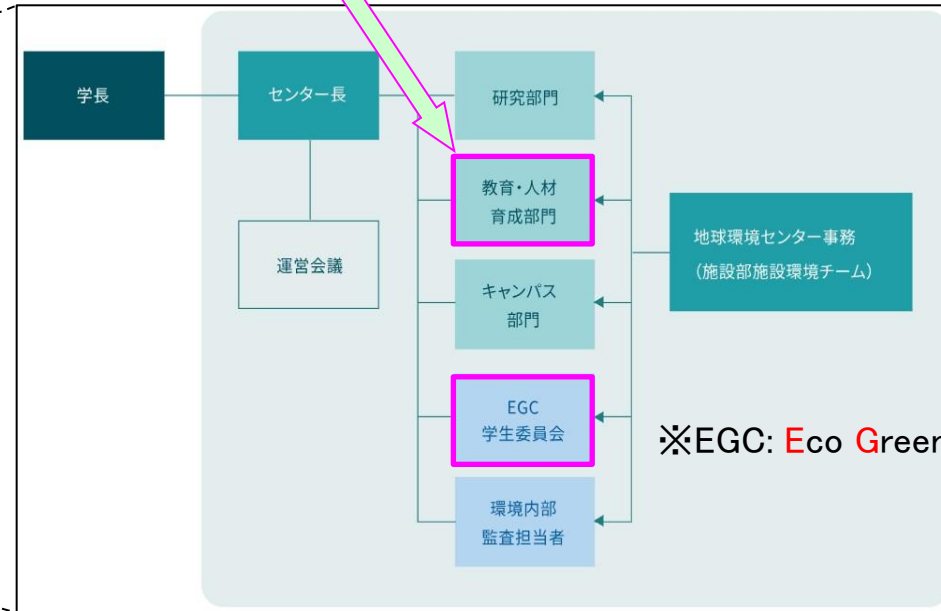 学長
センター長
運営会議
研究部門
教育・人材
育成部門
キャンパス
部門
EGC
学生委員会
環境内部
監査担当者
地球環境センター事務
（施設部施設環境チーム）
※EGC: Eco Green